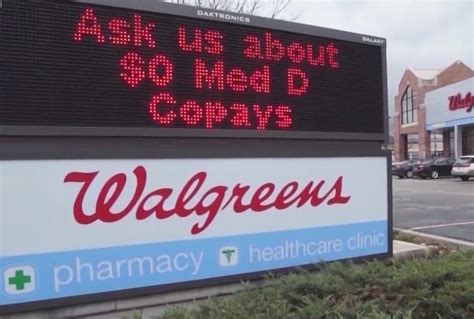 DAKTRONICS
GALAXY
Ask us about
$0 Med D
Copays
Walgreens
pharmacy healthcare clinic
Walg